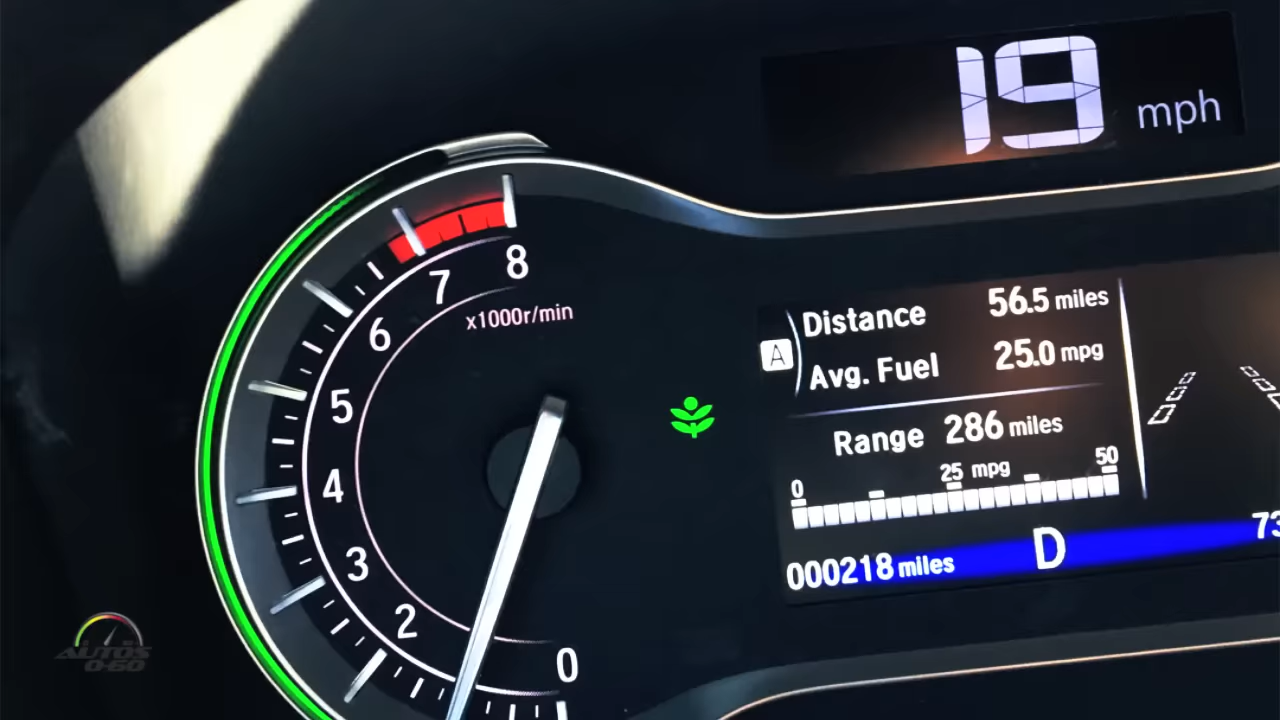 19 mph
8
7
6
5
4
3
2
0
x1000r/min
A
Distance 56.5 miles
Avg. Fuel 25.0 mpg
Range 286 miles
0 25 mpg 50
000218 miles D 73
AUTOS
0-60